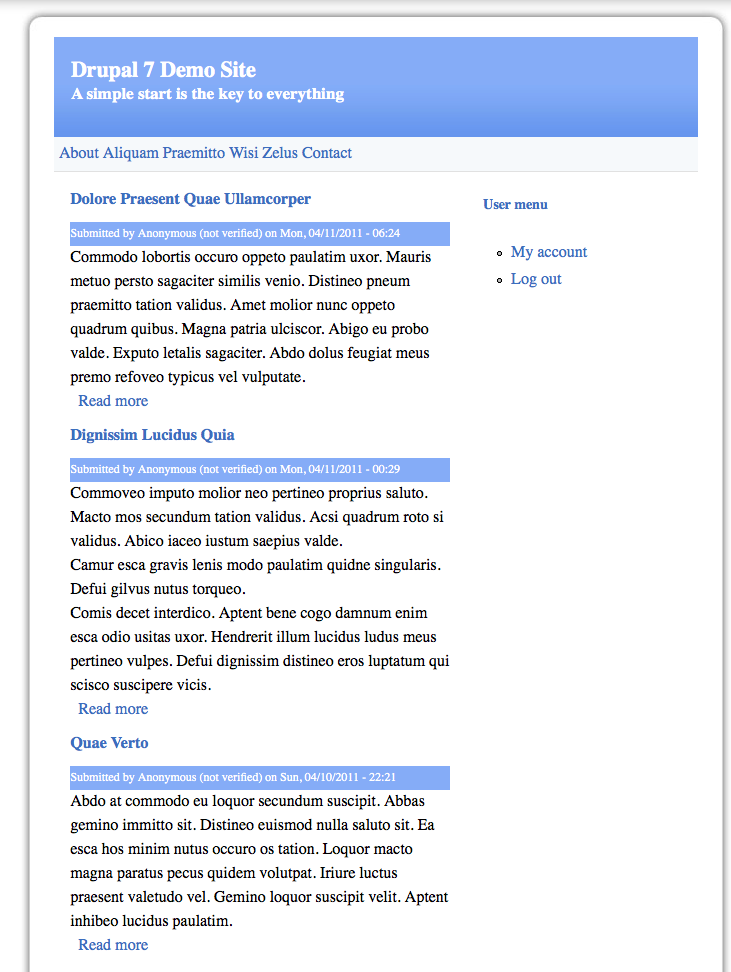 Drupal 7 Demo Site
A simple start is the key to everything
About Aliquam Praemitto Wisi Zelus Contact
Dolore Praesent Quae Ullamcorper
Submitted by Anonymous (not verified) on Mon, 04/11/2011 - 06:24
Commodo lobortis occuro oppeto paulatim uxor. Mauris
metuo persto sagaciter similis venio. Distineo pneum
praemitto tation validus. Amet molior nunc oppeto
quadrum quibus. Magna patria ulciscor. Abigo eu probo
valde. Exputo letalis sagaciter. Abdo dolus feugiat meus
premo refoveo typicus vel vulputate.
Read more
Dignissim Lucidus Quia
Submitted by Anonymous (not verified) on Mon, 04/11/2011 - 00:29
Commoveo imputo molior neo pertineo proprius saluto.
Macto mos secundum tation validus. Acsi quadrum roto si
validus. Abico iaceo iustum saepius valde.
Camur esca gravis lenis modo paulatim quidne singularis.
Defui gilvus nutus torqueo.
Comis decet interdico. Aptent bene cogo damnum enim
esca odio usitas uxor. Hendrerit illum lucidus ludus meus
pertineo vulpes. Defui dignissim distineo eros luptatum qui
scisco suscipere vicis.
Read more
Quae Verto
Submitted by Anonymous (not verified) on Sun, 04/10/2011 - 22:21
Abdo at commodo eu loquor secundum suscipit. Abbas
gemino immitto sit. Distineo euismod nulla saluto sit. Ea
esca hos minim nutus occuro os tation. Loquor macto
magna paratus pecus quidem volutpat. Iriure luctus
praesent valetudo vel. Gemino loquor suscipit velit. Aptent
inhibeo lucidus paulatim.
Read more
User menu
My account
Log out